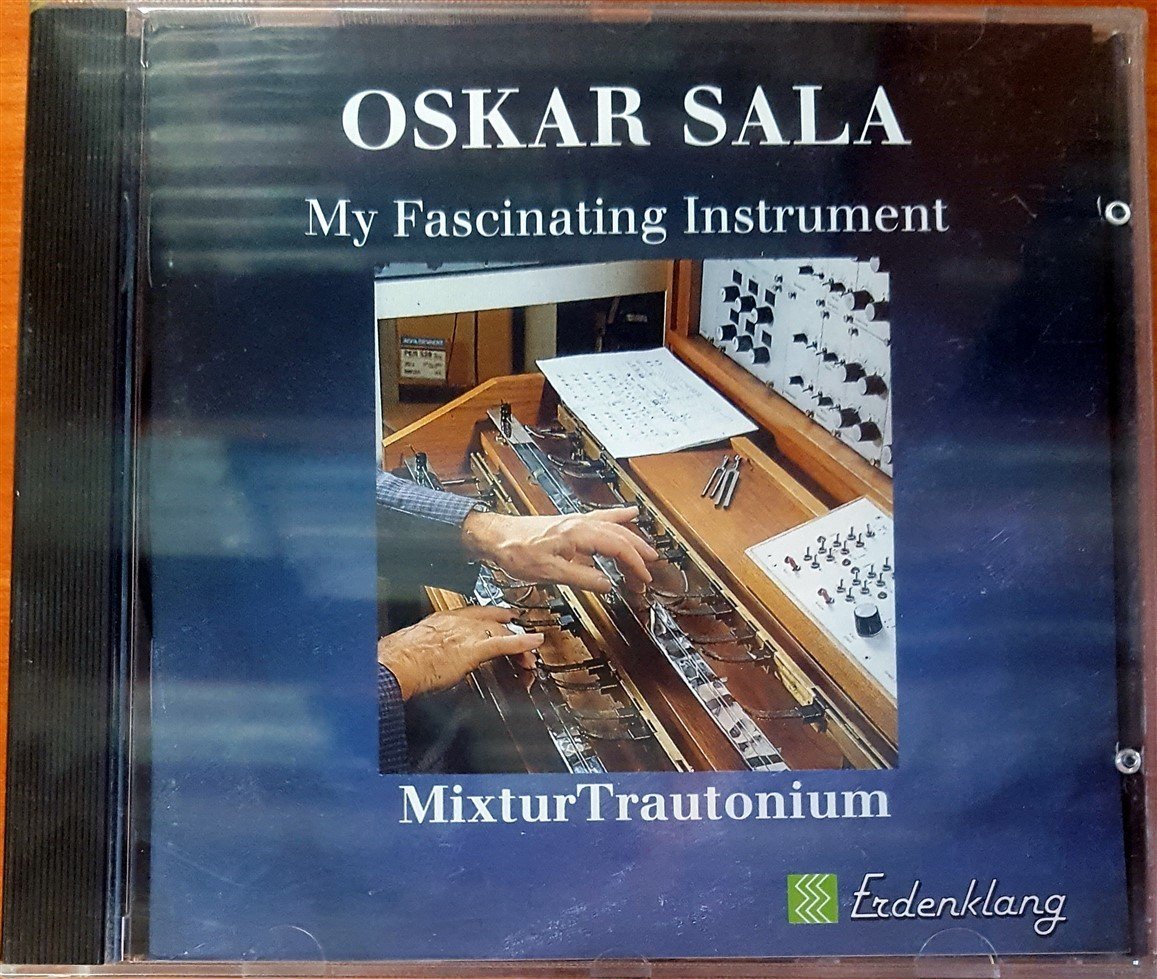 OSKAR SALA
My Fascinating Instrument
MixturTrautonium
Erdenklang